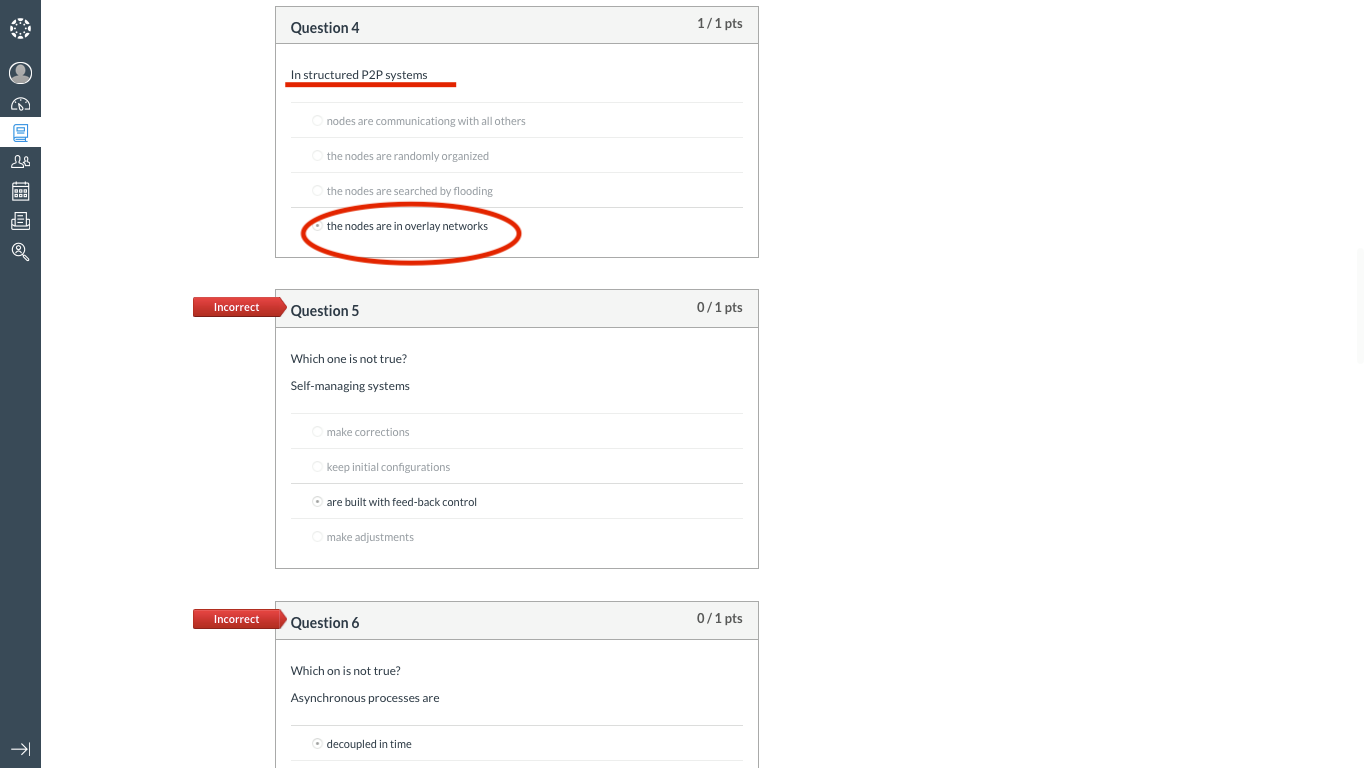 Question 4
1 / 1 pts
In structured P2P systems
nodes are communicationg with all others
the nodes are randomly organized
the nodes are searched by flooding
the nodes are in overlay networks
Incorrect
Question 5
0 / 1 pts
Which one is not true?
Self-managing systems
make corrections
keep initial configurations
are built with feed-back control
make adjustments
Incorrect
Question 6
0 / 1 pts
Which on is not true?
Asynchronous processes are
decoupled in time